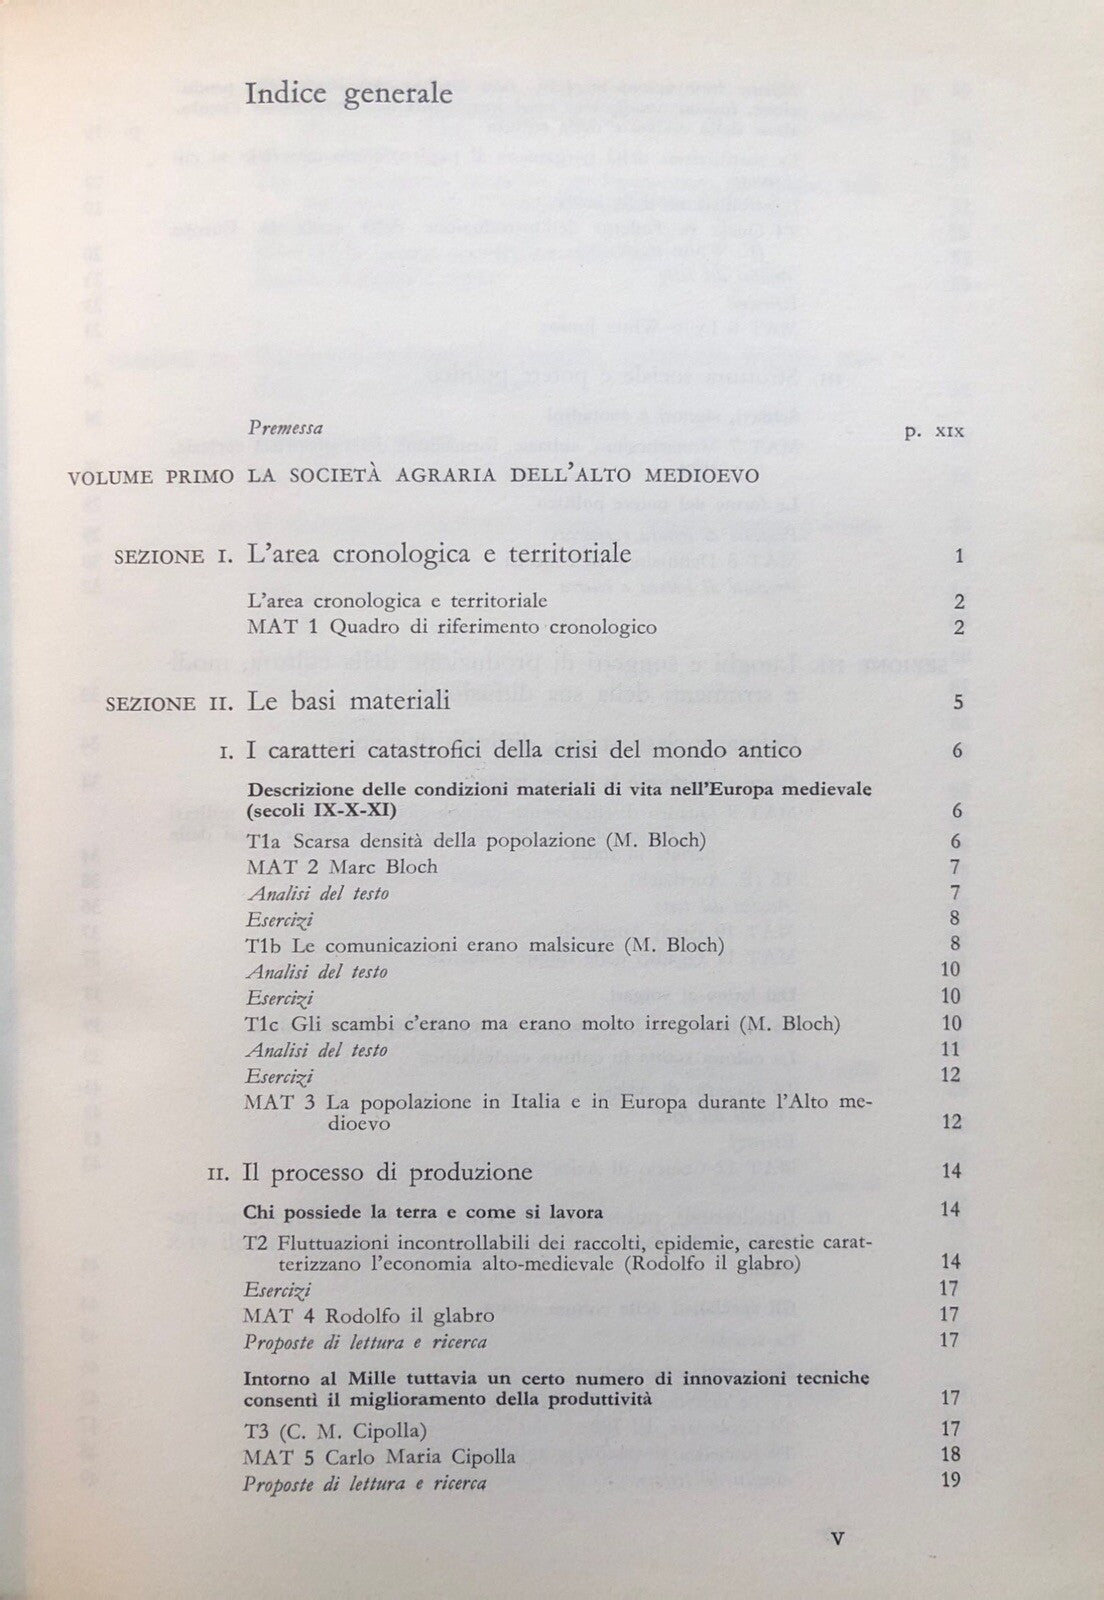 Indice generale
Premessa p. XIX
VOLUME PRIMO LA SOCIETÀ AGRARIA DELL'ALTO MEDIOEVO
SEZIONE I. L'area cronologica e territoriale 1
L'area cronologica e territoriale 2
MAT 1 Quadro di riferimento cronologico 2
SEZIONE II. Le basi materiali 5
I. I caratteri catastrofici della crisi del mondo antico 6
Descrizione delle condizioni materiali di vita nell'Europa medievale
(secoli IX-X-XI) 6
T1a Scarsa densità della popolazione (M. Bloch) 6
MAT 2 Marc Bloch 7
Analisi del testo 7
Esercizi 8
T1b Le comunicazioni erano malsicure (M. Bloch) 8
Analisi del testo 10
Esercizi 10
T1c Gli scambi c'erano ma erano molto irregolari (M. Bloch) 10
Analisi del testo 11
Esercizi 12
MAT 3 La popolazione in Italia e in Europa durante l'Alto me-
dioevo 12
II. Il processo di produzione 14
Chi possiede la terra e come si lavora 14
T2 Fluttuazioni incontrollabili dei raccolti, epidemie, carestie carat-
terizzano l'economia alto-medievale (Rodolfo il glabro) 14
Esercizi 17
MAT 4 Rodolfo il glabro 17
Proposte di lettura e ricerca 17
Intorno al Mille tuttavia un certo numero di innovazioni tecniche
consentì il miglioramento della produttività 17
T3 (C. M. Cipolla) 17
MAT 5 Carlo Maria Cipolla 18
Proposte di lettura e ricerca 19
V